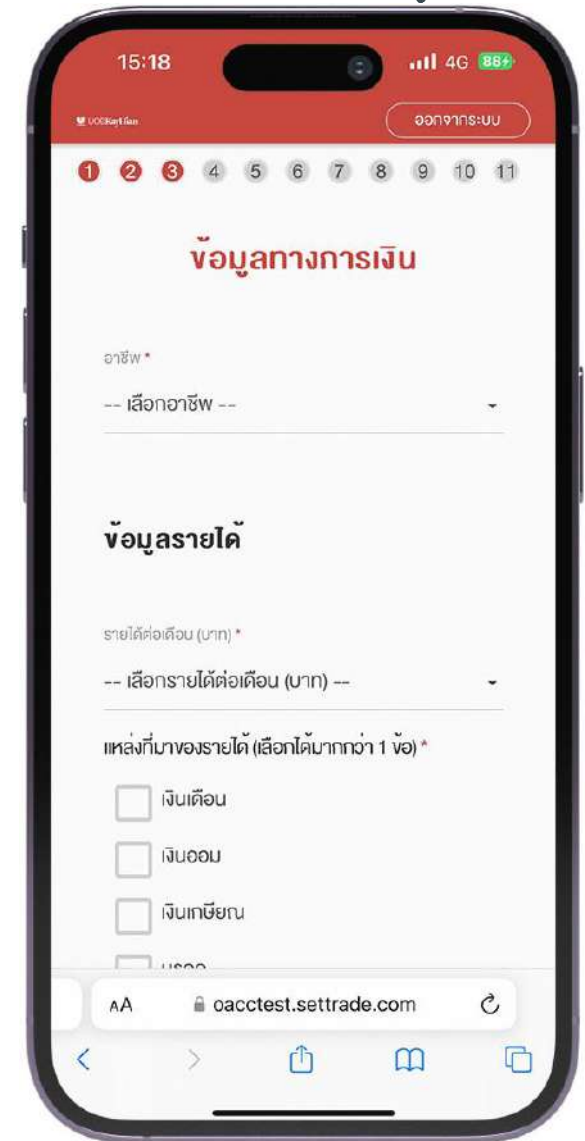 15:18
4G 88
UOBKayHian
ออกจากระบบ
1 2 3 4 5 6 7 8 9 10 11
ข้อมูลทางการเงิน
อาชีพ *
-- เลือกอาชีพ --
ข้อมูลรายได้
รายได้ต่อเดือน (บาท) *
-- เลือกรายได้ต่อเดือน (บาท) --
แหล่งที่มาของรายได้ (เลือกได้มากกว่า 1 ข้อ) *
เงินเดือน
เงินออม
เงินเกษียณ
AA oacctest.settrade.com